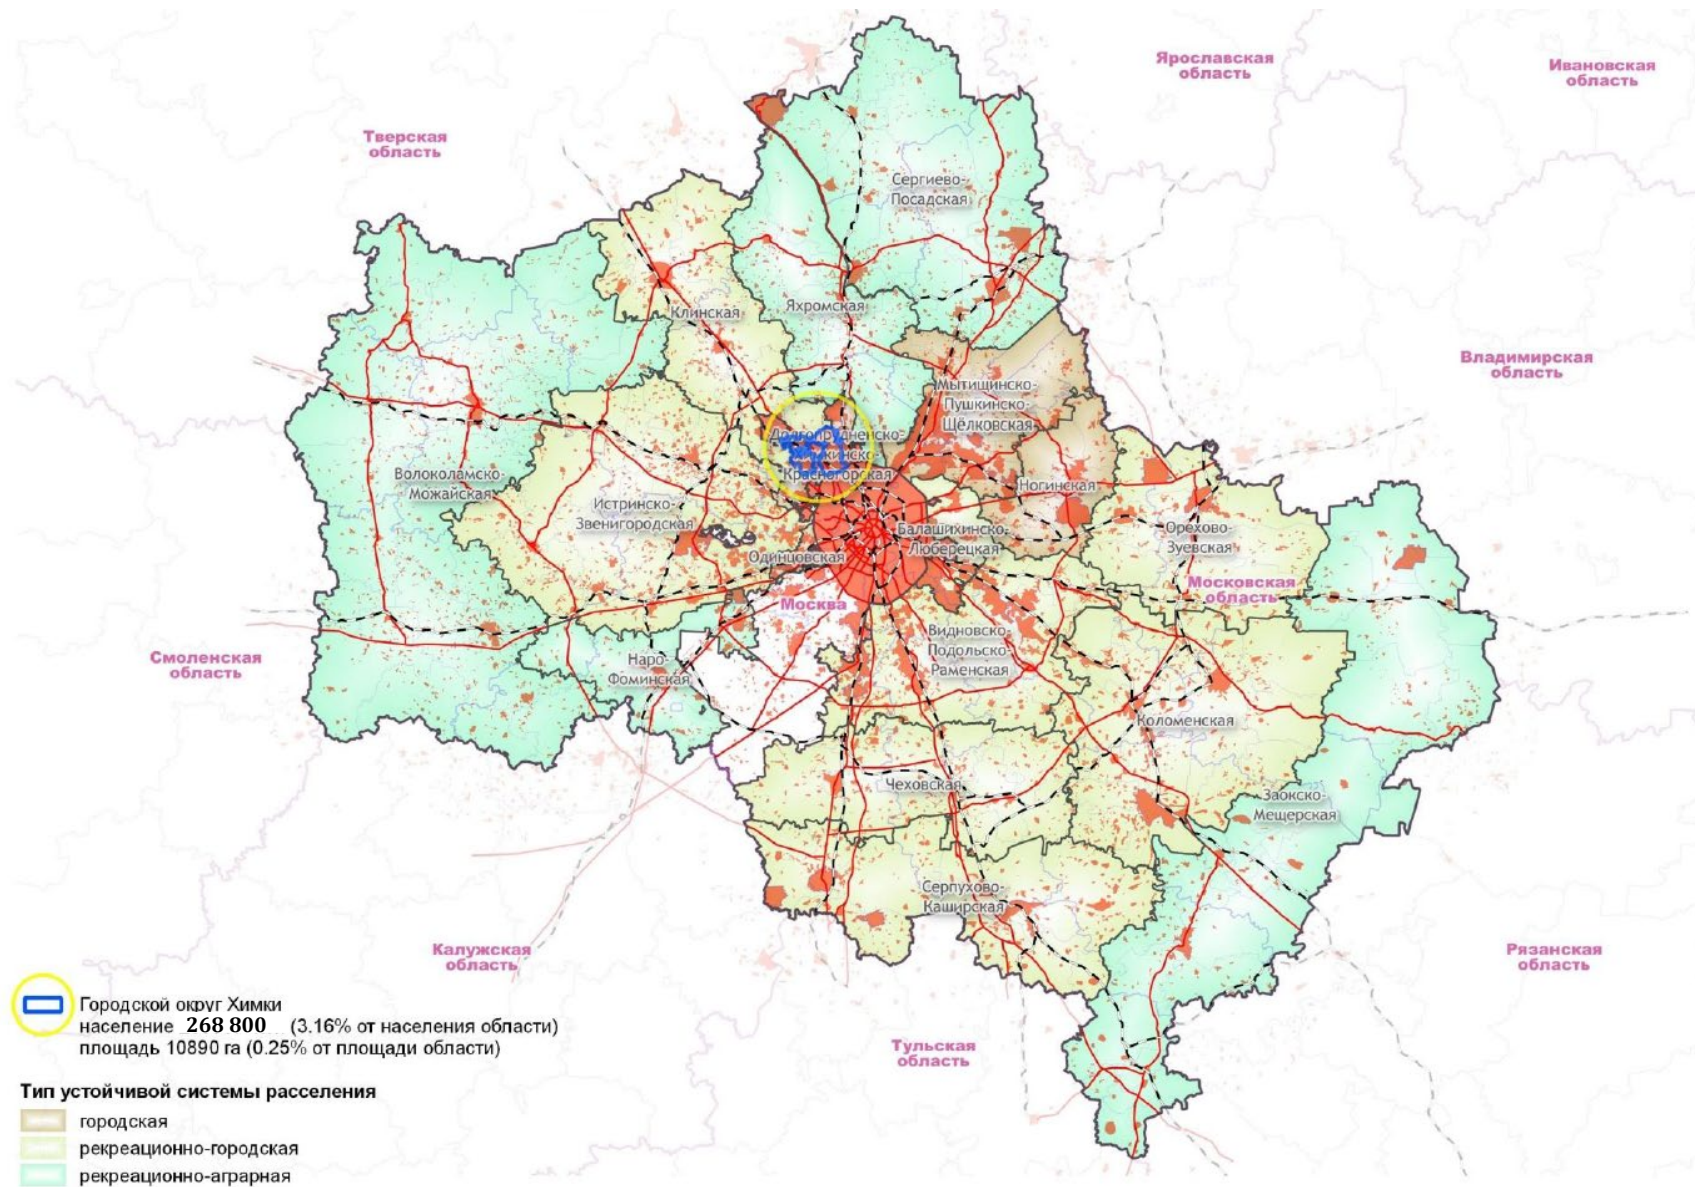 Ярославская
область
Ивановская
область
Тверская
область
Сергиево-
Посадская
Клинская
Яхромская
Владимирская
область
Мытищинско-
Пушкинско-
Щёлковская
Долгопрудненско-
Химкинско-
Красногорская
Волоколамско-
Можайская
Ногинская
Истринско-
Звенигородская
Орехово-
Зуевская
Балашихинско-
Люберецкая
Одинцовская
Московская
область
Москва
Смоленская
область
Видновско-
Подольско-
Раменская
Наро-
Фоминская
Коломенская
Чеховская
Заокско-
Мещерская
Серпухово-
Каширская
Калужская
область
Рязанская
область
Тульская
область
Городской округ Химки
население 268 800 (3.16% от населения области)
площадь 10890 га (0.25% от площади области)
Тип устойчивой системы расселения
городская
рекреационно-городская
рекреационно-аграрная